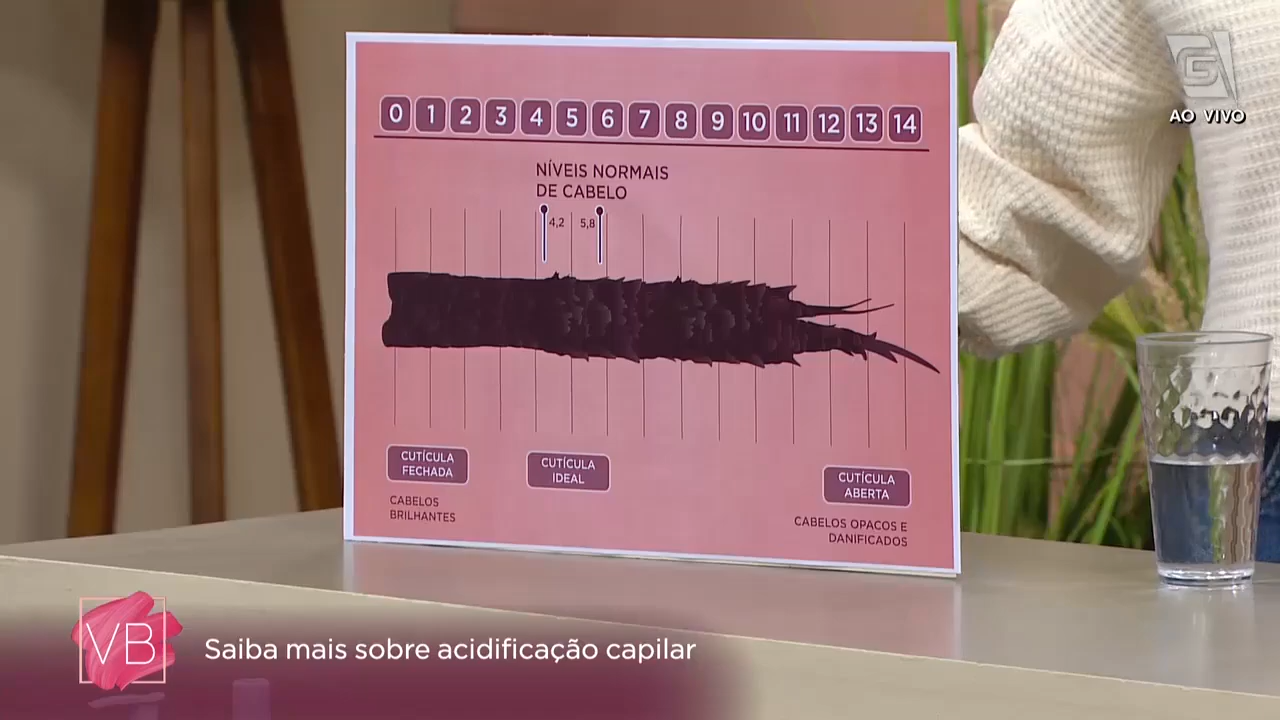 G
AO VIVO
0 1 2 3 4 5 6 7 8 9 10 11 12 13 14
NÍVEIS NORMAIS
DE CABELO
4,2 5,8
CUTÍCULA
FECHADA
CABELOS
BRILHANTES
CUTÍCULA
IDEAL
CUTÍCULA
ABERTA
CABELOS OPACOS E
DANIFICADOS
VB
Saiba mais sobre acidificação capilar